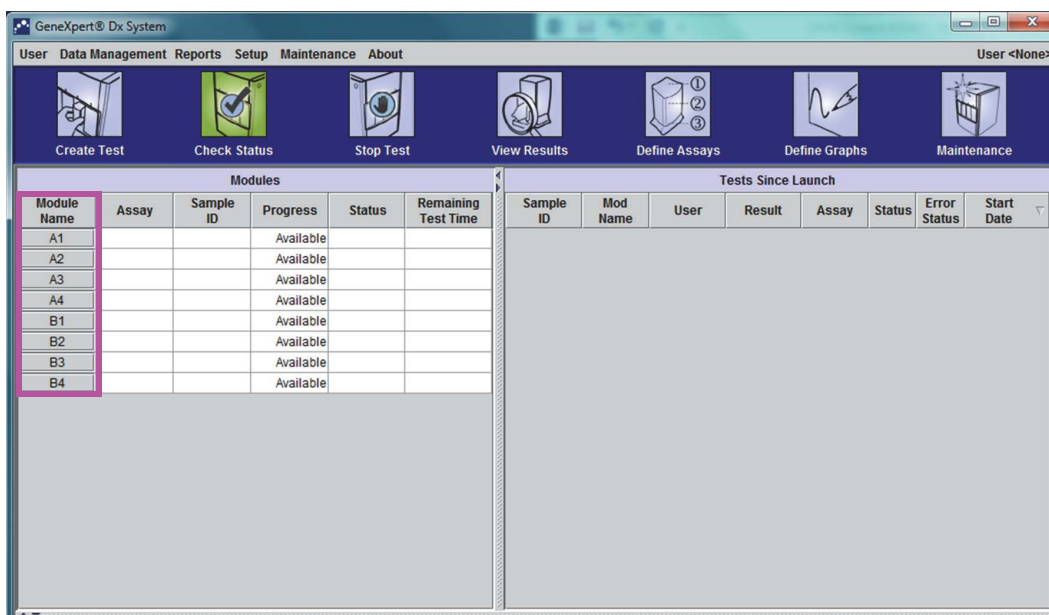 GeneXpert® Dx System
User Data Management Reports Setup Maintenance About User <None>
Create Test Check Status Stop Test View Results Define Assays Define Graphs Maintenance
① ② ③
Modules Tests Since Launch
Module Name Assay Sample ID Progress Status Remaining Test Time Sample ID Mod Name User Result Assay Status Error Status Start Date
A1 Available
A2 Available
A3 Available
A4 Available
B1 Available
B2 Available
B3 Available
B4 Available